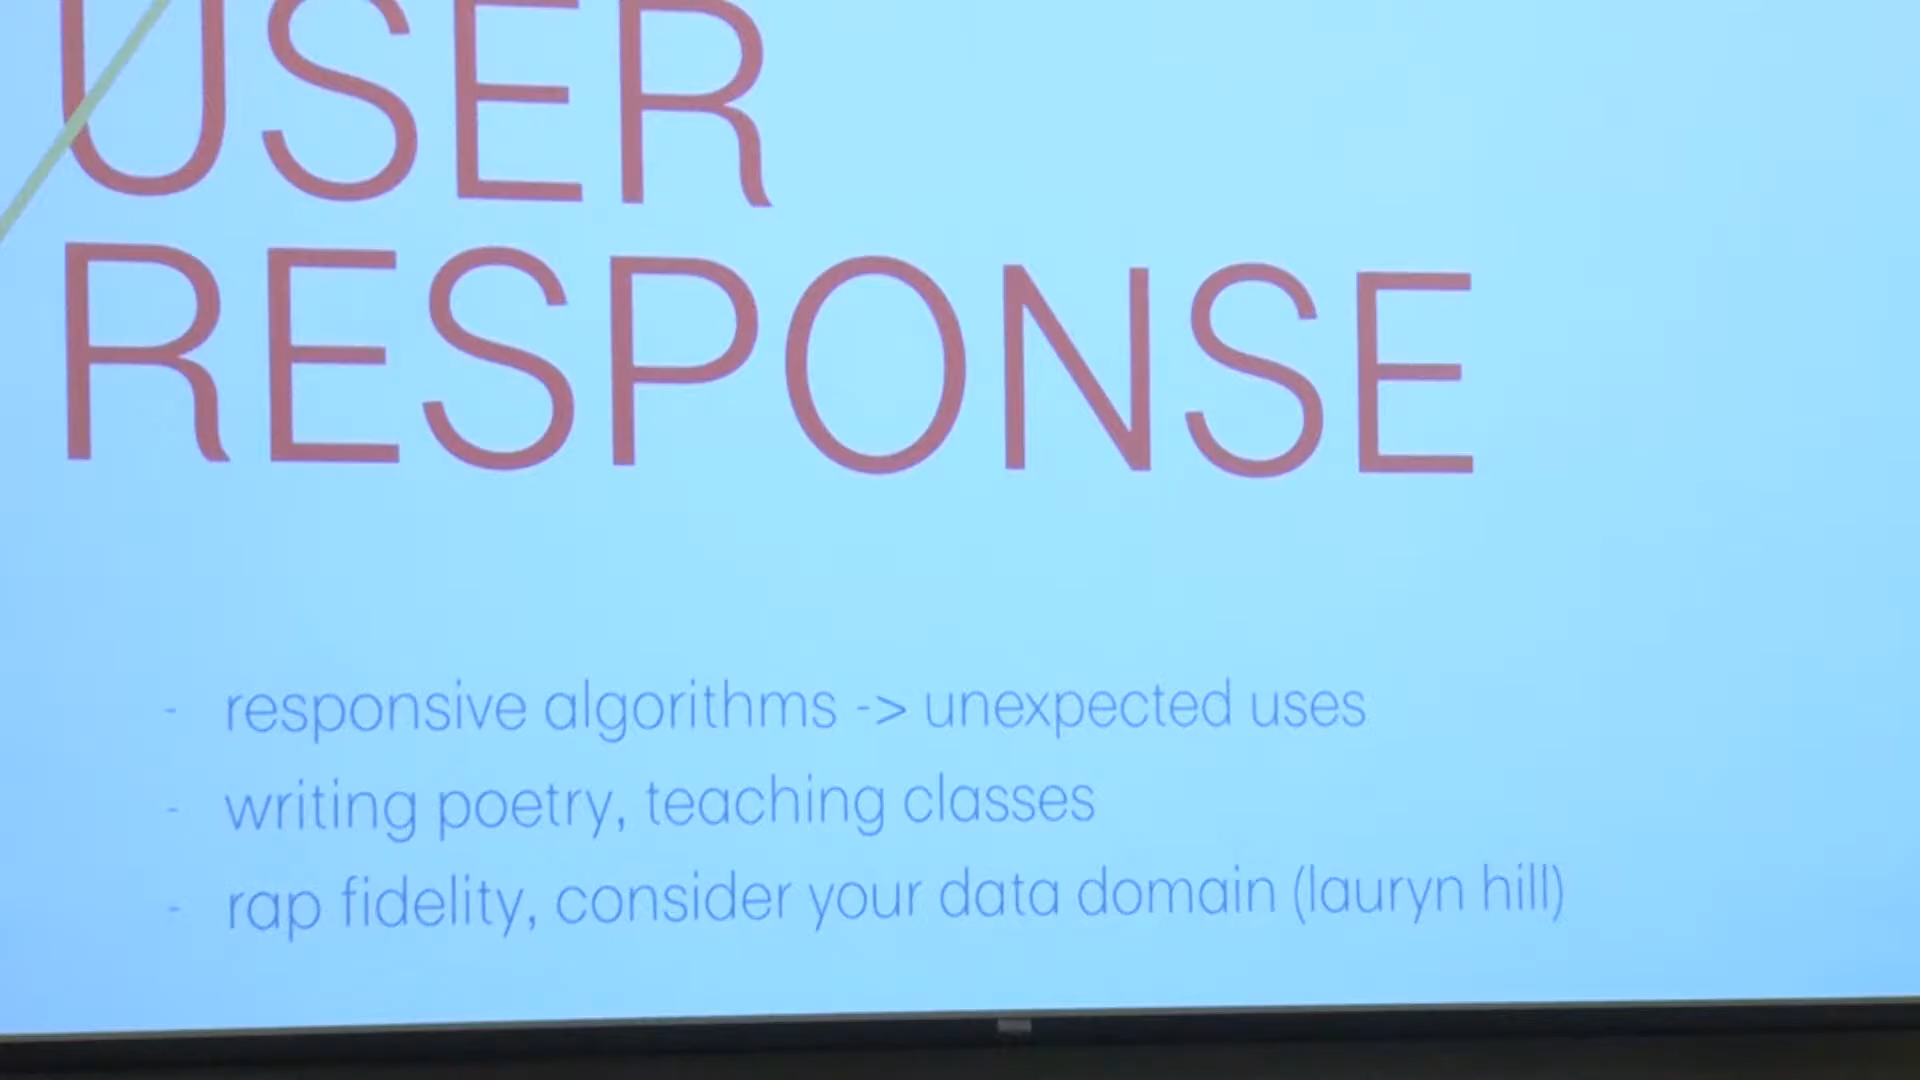 USER
RESPONSE
- responsive algorithms -> unexpected uses
- writing poetry, teaching classes
- rap fidelity, consider your data domain (lauryn hill)